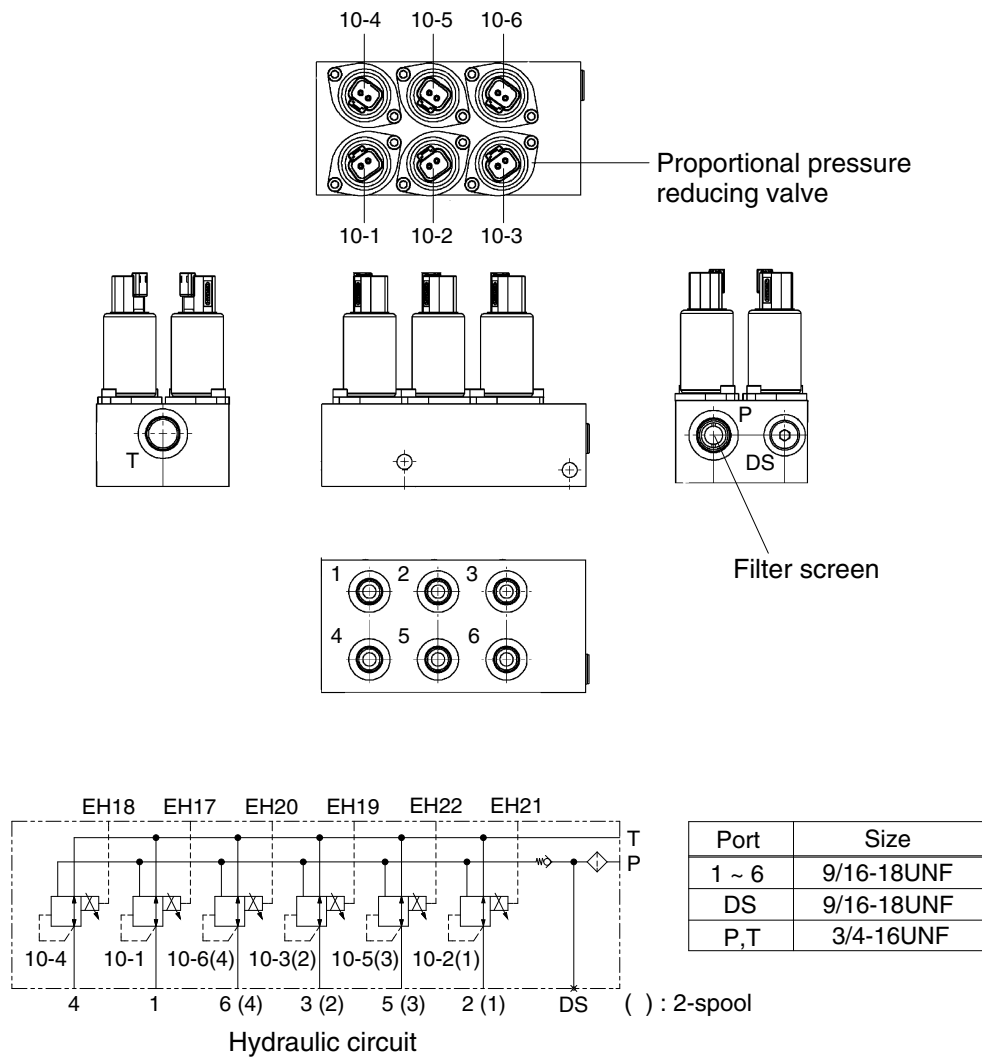 10-4 10-5 10-6
Proportional pressure
reducing valve
10-1 10-2 10-3
T
P
DS
Filter screen
1 2 3
4 5 6
EH18 EH17 EH20 EH19 EH22 EH21
T
P
10-4 10-1 10-6(4) 10-3(2) 10-5(3) 10-2(1)
4 1 6 (4) 3 (2) 5 (3) 2 (1) DS ( ) : 2-spool
Hydraulic circuit
Port Size
1 ~ 6 9/16-18UNF
DS 9/16-18UNF
P,T 3/4-16UNF